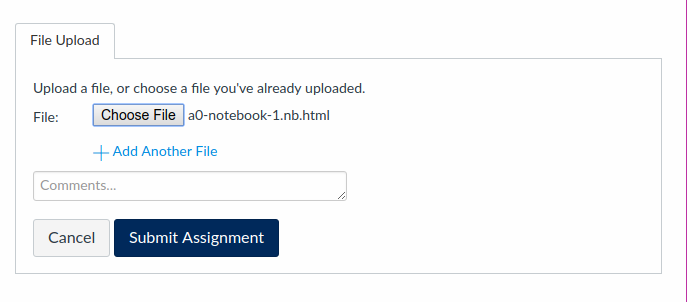 File Upload
Upload a file, or choose a file you've already uploaded.
File: Choose File a0-notebook-1.nb.html
Add Another File
Comments...
Cancel Submit Assignment